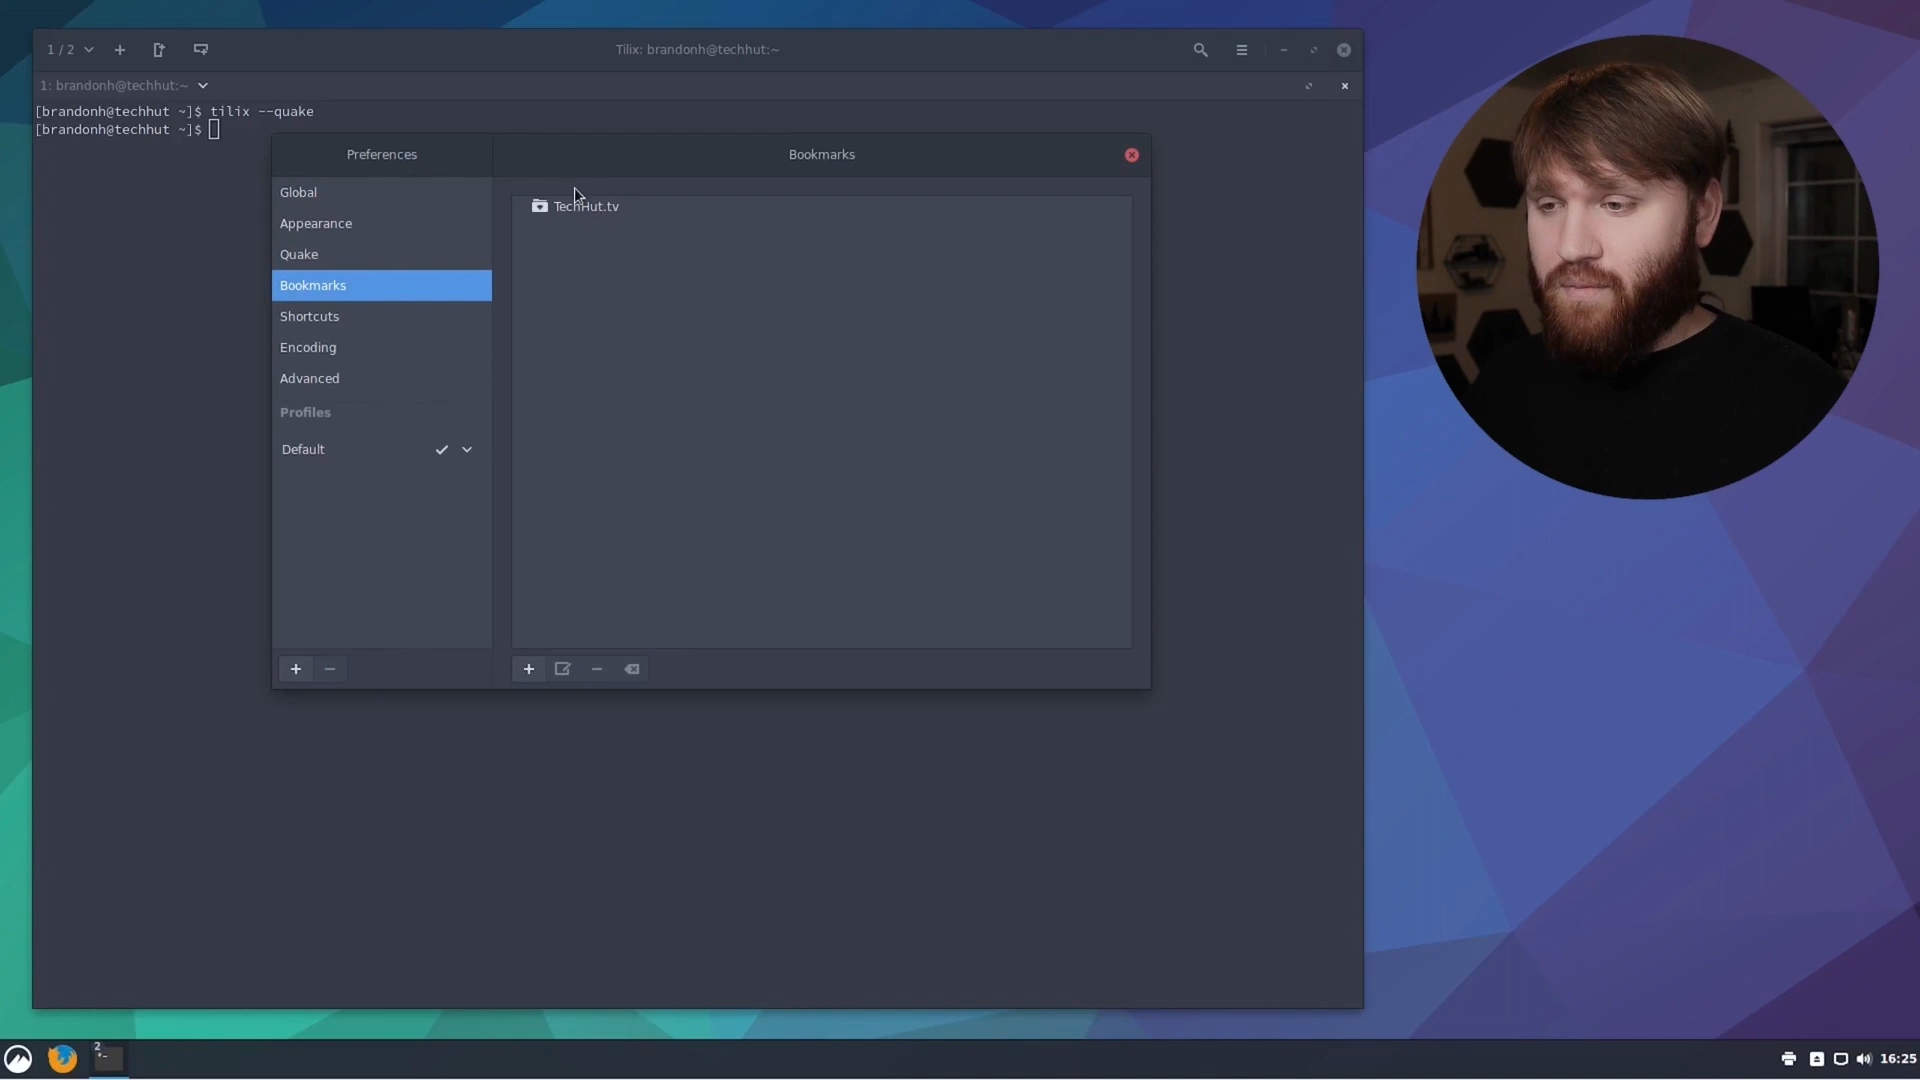 1 / 2
Tilix: brandonh@techhut:~
1: brandonh@techhut:~
[brandonh@techhut ~]$ tilix --quake
[brandonh@techhut ~]$
Preferences
Bookmarks
Global
Appearance
Quake
Bookmarks
Shortcuts
Encoding
Advanced
Profiles
Default
TechHut.tv
2
16:25